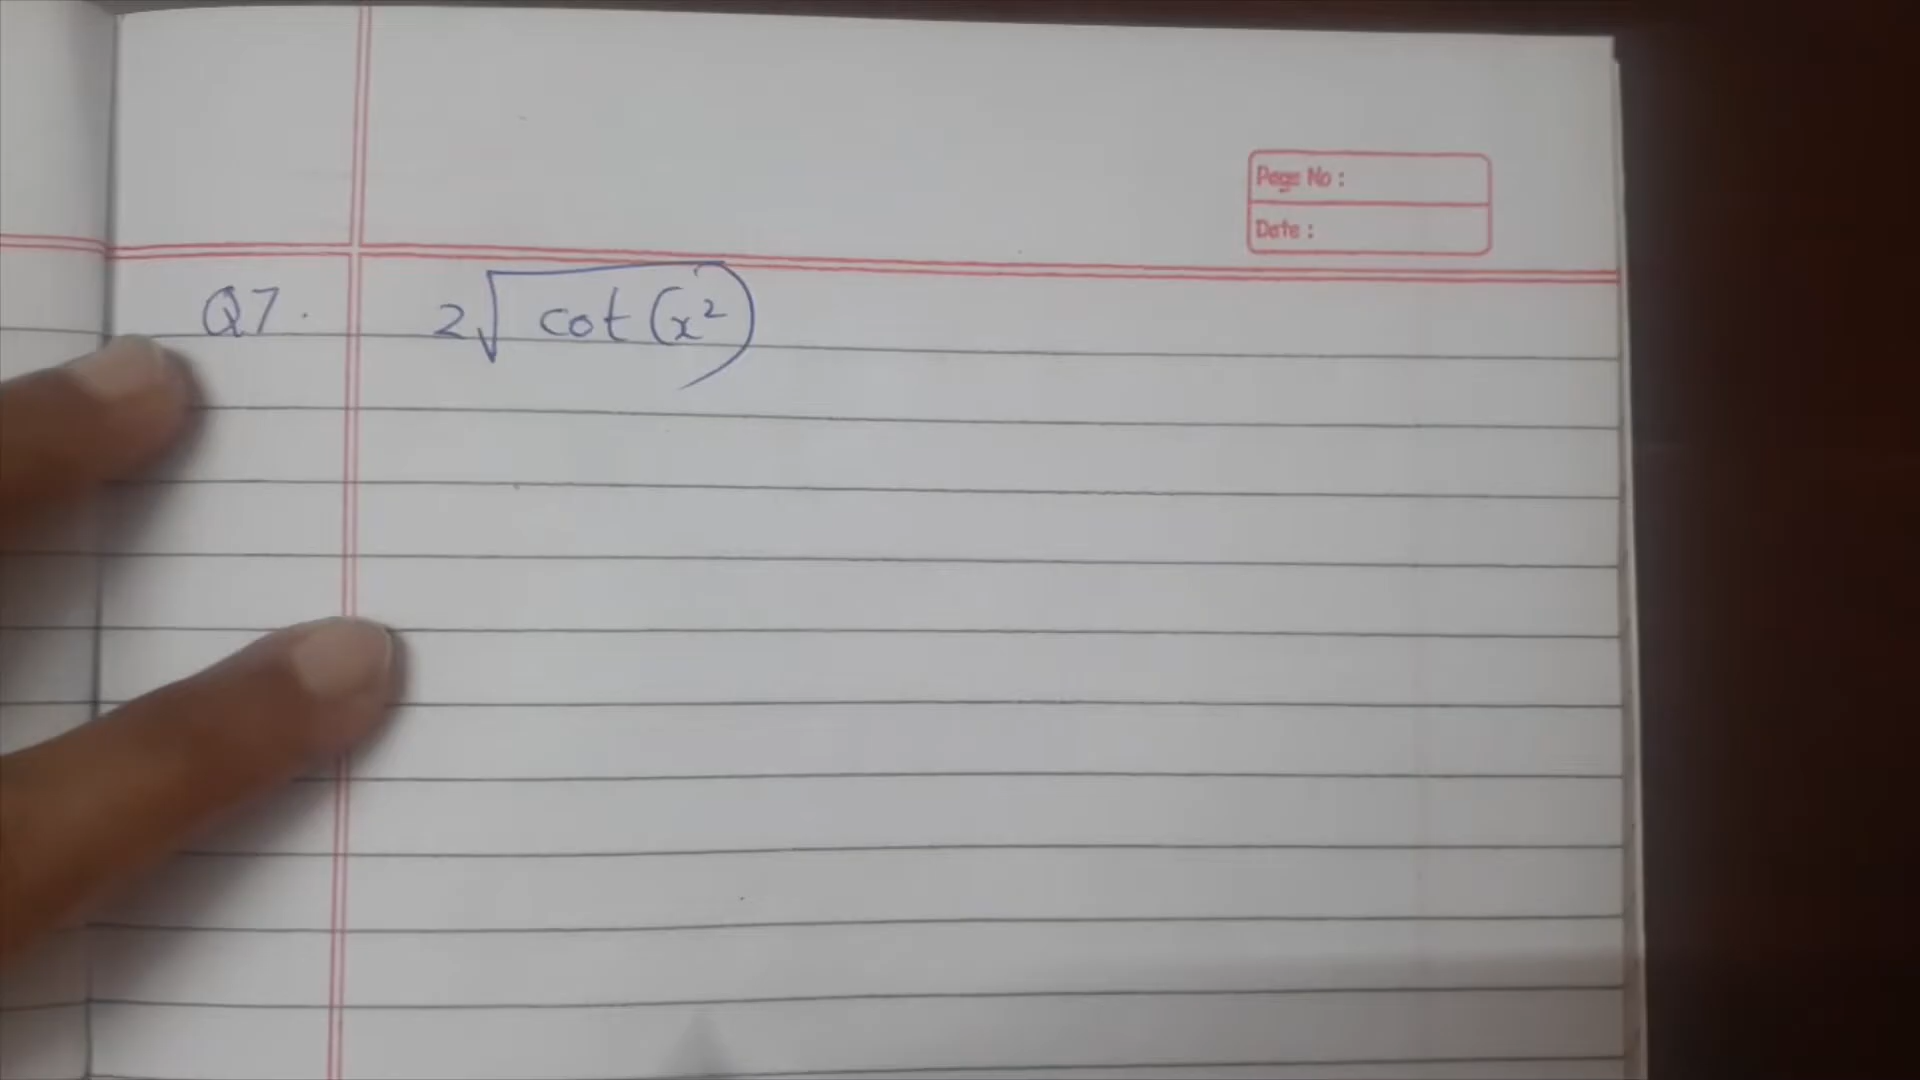 Page No :
Date :
Q7. 2√cot(x²)